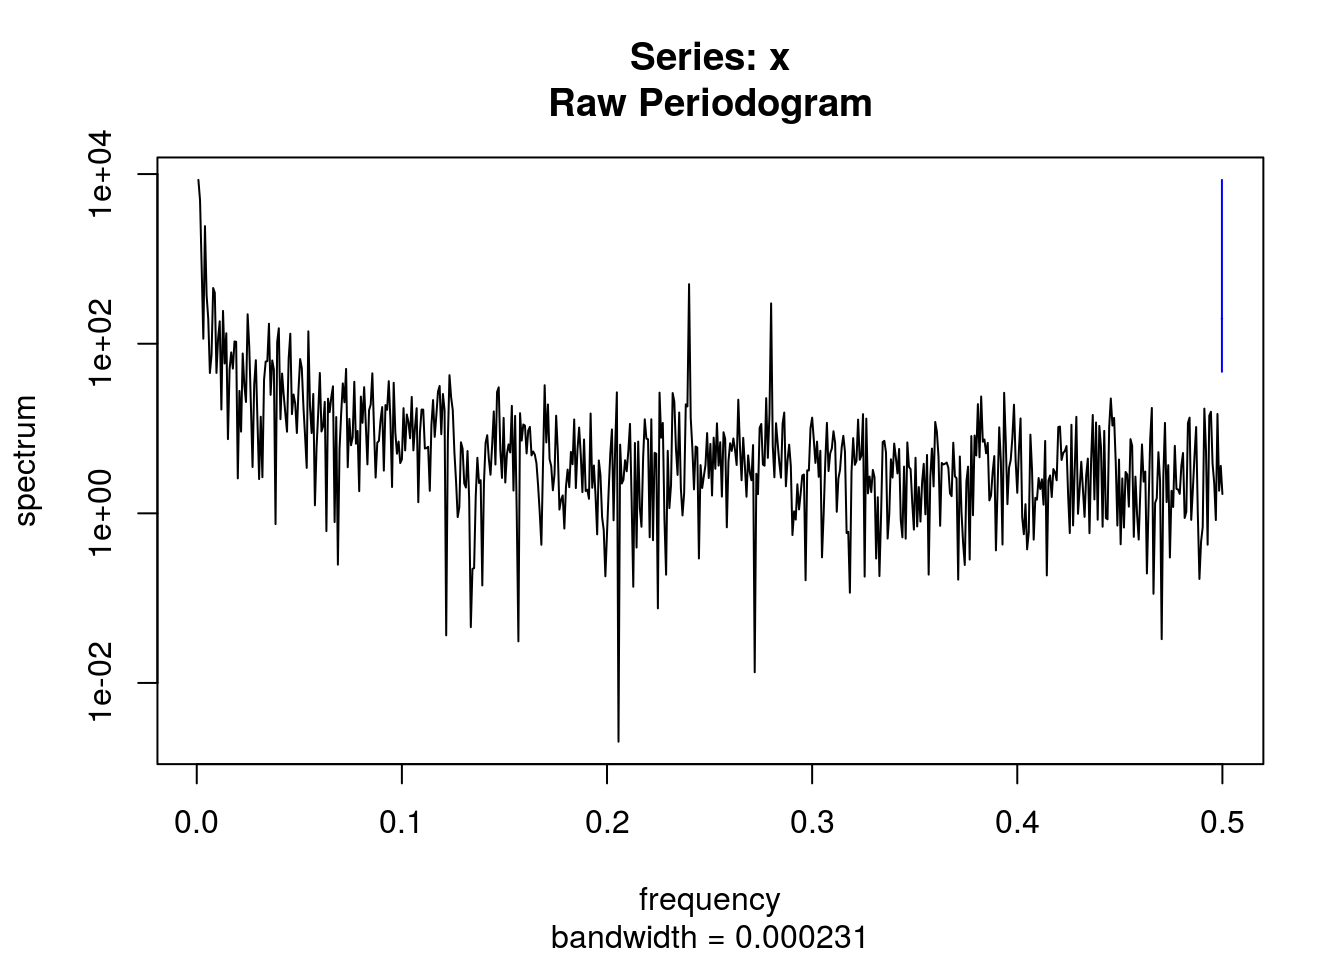 Series: x
Raw Periodogram
spectrum
1e+04
1e+02
1e+00
1e-02
0.0 0.1 0.2 0.3 0.4 0.5
frequency
bandwidth = 0.000231